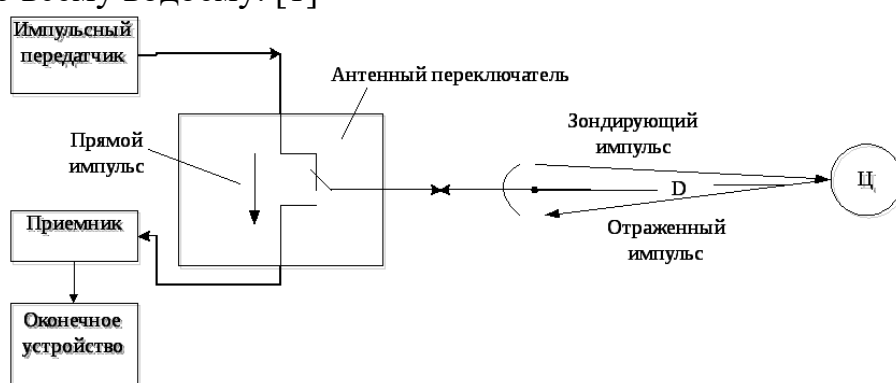 Импульсный
передатчик
Антенный переключатель
Зондирующий
импульс
Прямой
импульс
D
Ц
Приемник
Отраженный
импульс
Оконечное
устройство